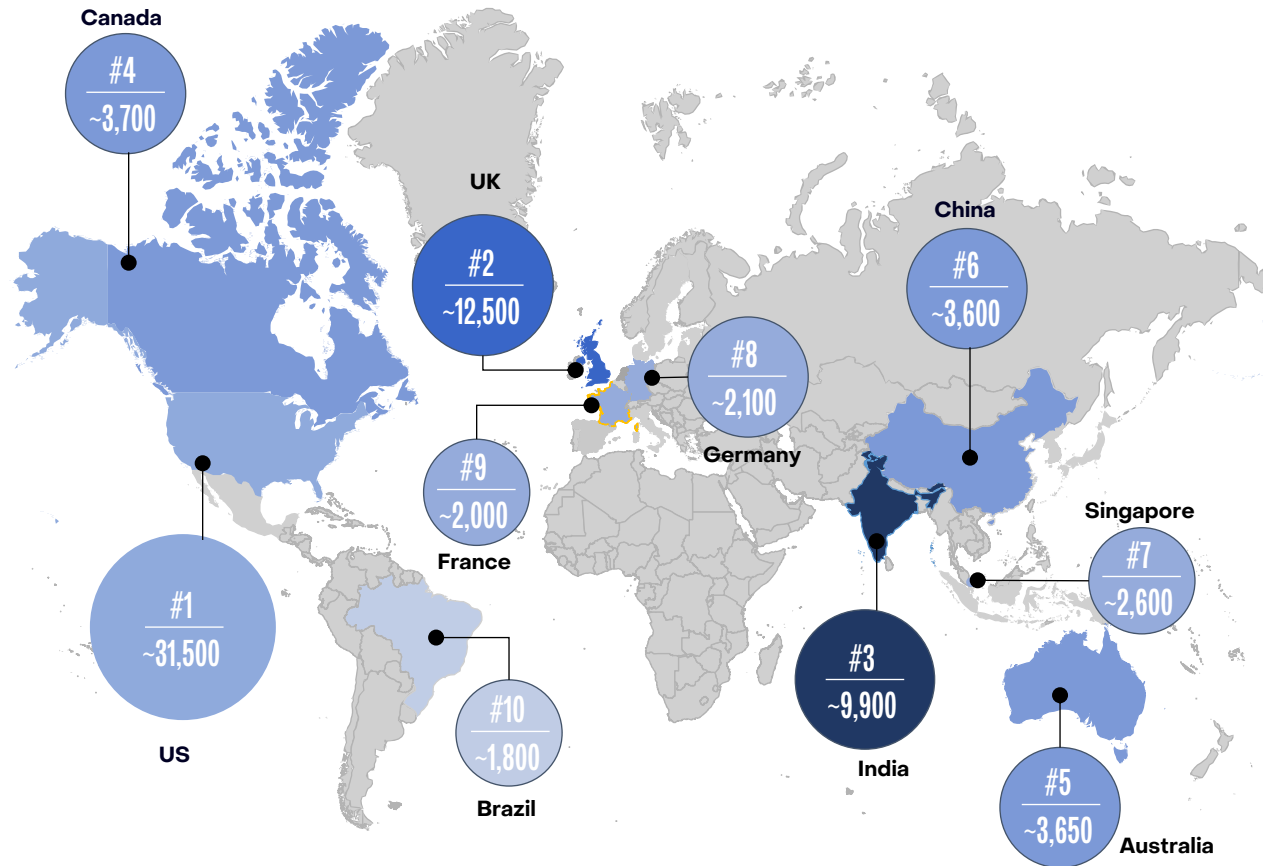 Canada
#4
~3,700
UK
#2
~12,500
China
#6
~3,600
#8
~2,100
Germany
#9
~2,000
France
Singapore
#7
~2,600
#1
~31,500
US
#10
~1,800
Brazil
#3
~9,900
India
#5
~3,650
Australia